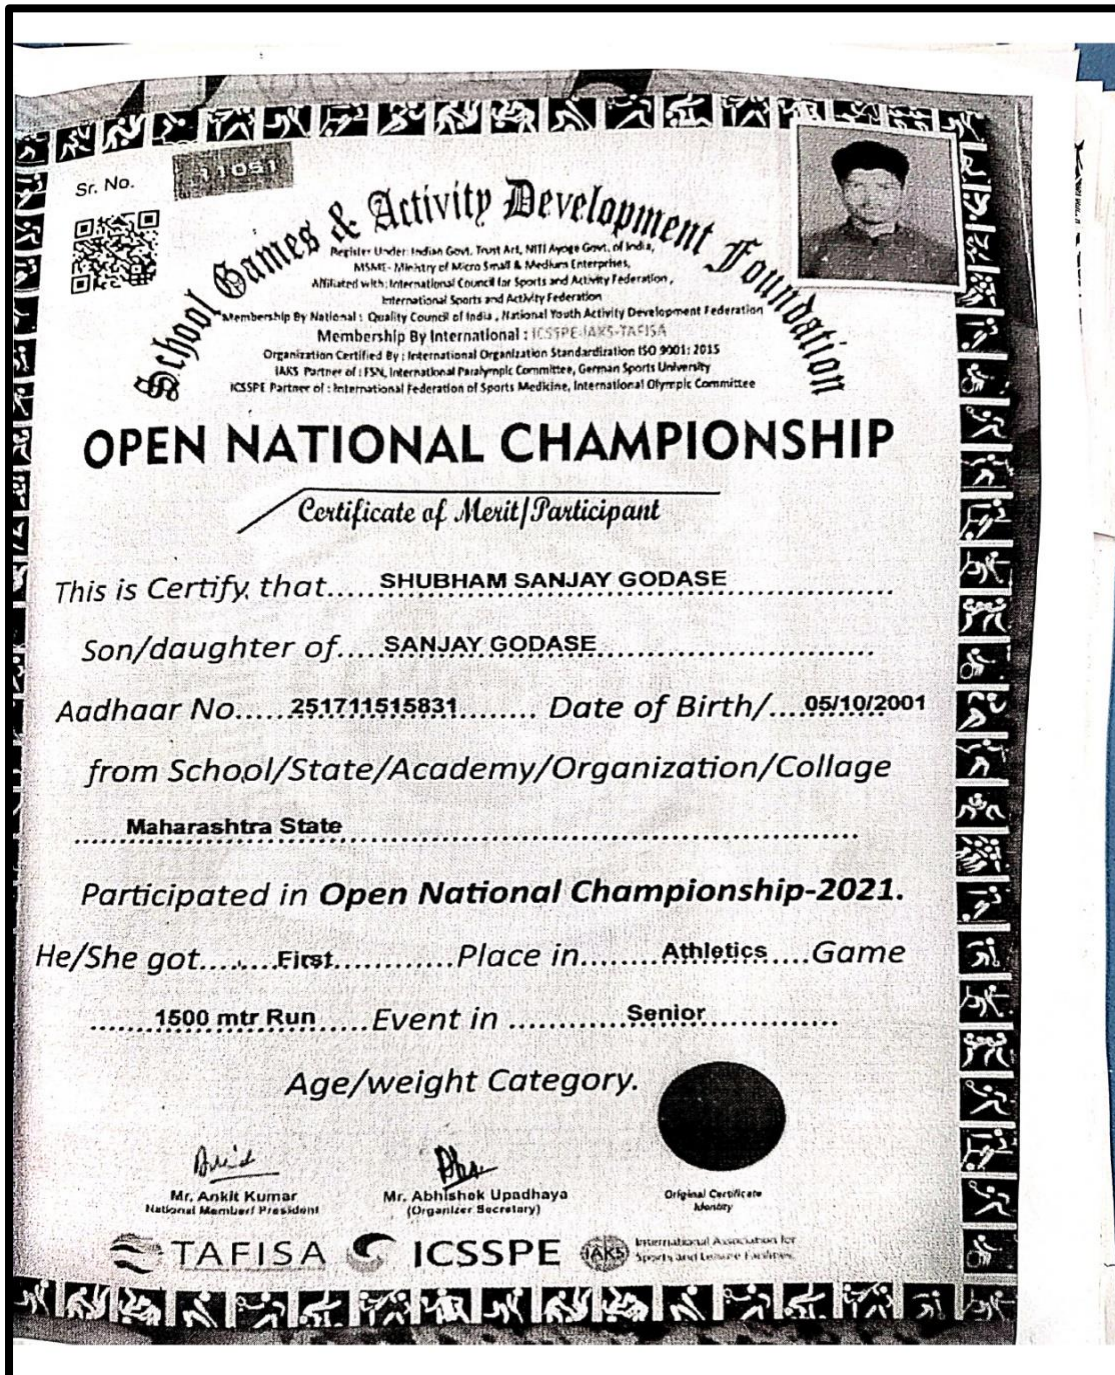 Sr. No.
11051
School Games & Activity Development Foundation
Register Under: Indian Govt. Trust Act, NITI Ayoge Govt. of India,
MSME- Ministry of Micro Small & Medium Enterprises,
Affiliated with: International Council for Sports and Activity Federation,
International Sports and Activity Federation
Membership By National : Quality Council of India , National Youth Activity Development Federation
Membership By International : ICSSPE-IAKS-TAFISA
Organization Certified By : International Organization Standardization ISO 9001: 2015
IAKS Partner of : FSN, International Paralympic Committee, German Sports University
ICSSPE Partner of : International Federation of Sports Medicine, International Olympic Committee
OPEN NATIONAL CHAMPIONSHIP
Certificate of Merit/Participant
This is Certify that.....SHUBHAM SANJAY GODASE
Son/daughter of.....SANJAY GODASE
Aadhaar No.....251711515831........ Date of Birth/....05/10/2001
from School/State/Academy/Organization/Collage
Maharashtra State
Participated in Open National Championship-2021.
He/She got........First............Place in........Athletics....Game
.......1500 mtr Run.....Event in ............Senior
Age/weight Category.
Mr. Ankit Kumar
National Member/ President
Mr. Abhishek Upadhaya
(Organizer Secretary)
Original Certificate
Identity
TAFISA
ICSSPE
IAKS
International Association for
Sports and Leisure Facilities